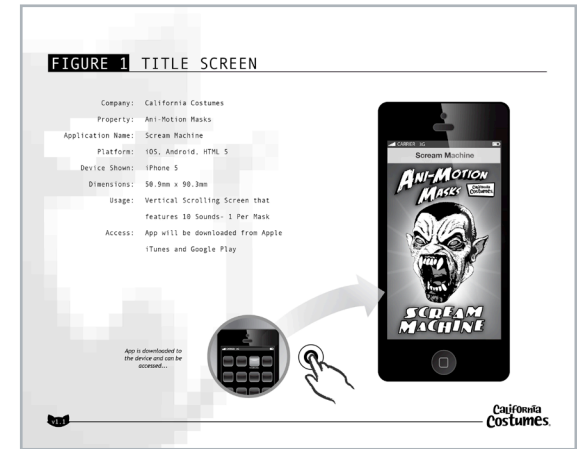 FIGURE 1 TITLE SCREEN
Company: California Costumes
Property: Ani-Motion Masks
Application Name: Scream Machine
Platform: iOS, Android, HTML 5
Device Shown: iPhone 5
Dimensions: 50.9mm x 90.3mm
Usage: Vertical Scrolling Screen that
features 10 Sounds- 1 Per Mask
Access: App will be downloaded from Apple
iTunes and Google Play
CARRIER 3G
Scream Machine
ANI-MOTION
MASKS
California
Costumes
SCREAM
MACHINE
App is downloaded to
the device and can be
accessed...
v1.1
California
Costumes.